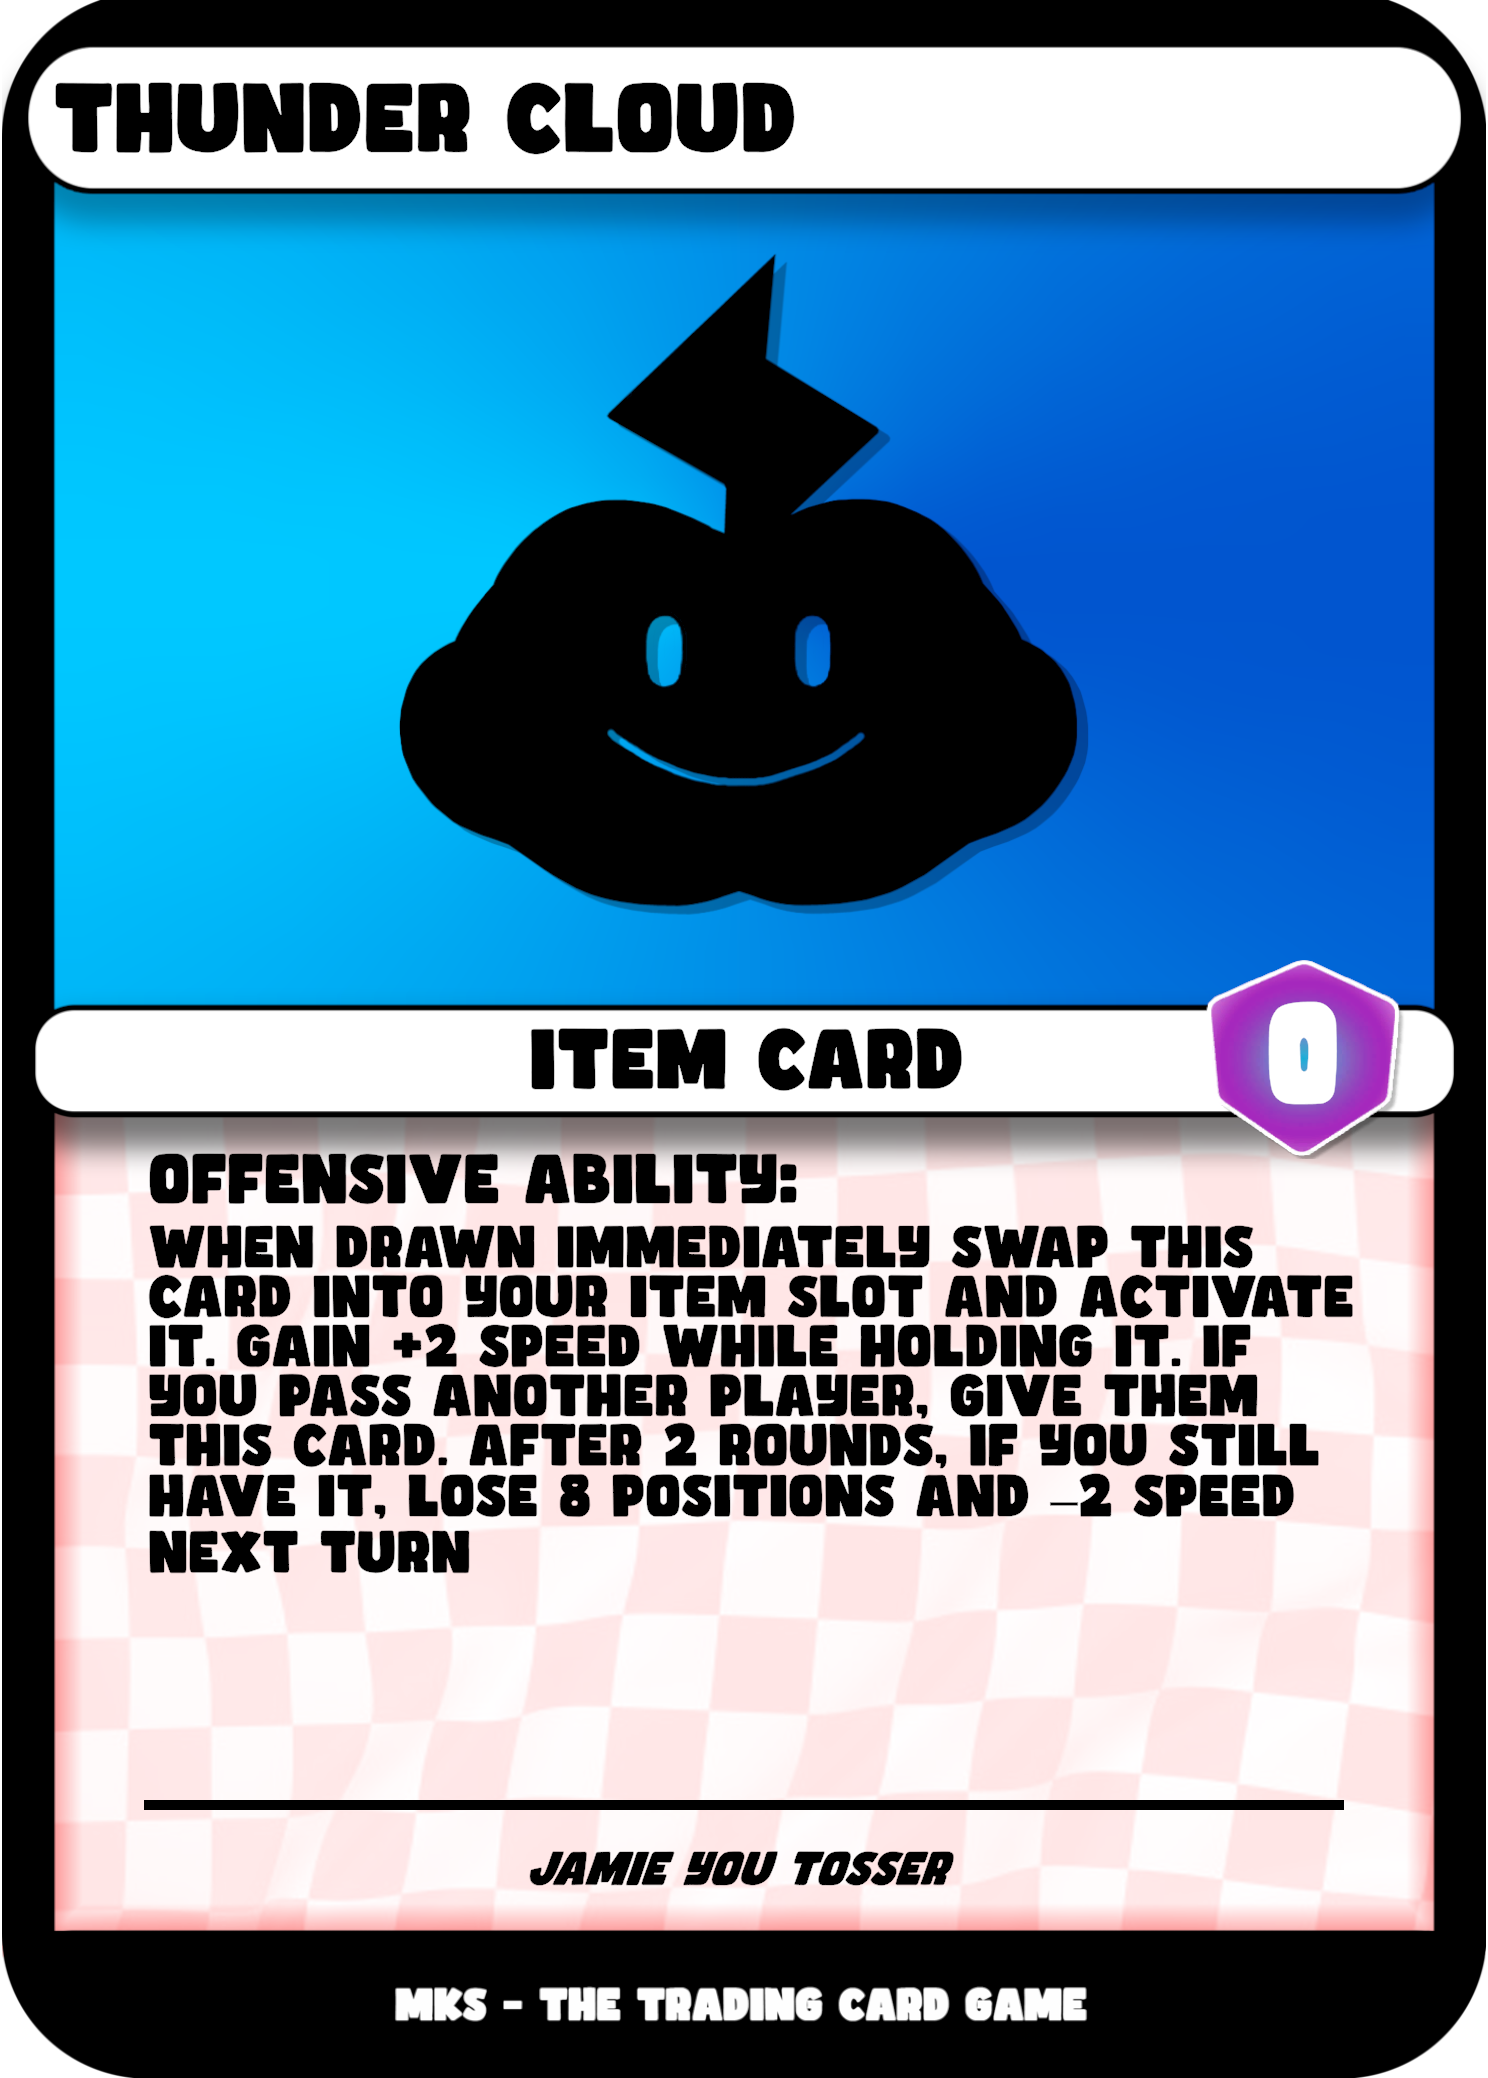 THUNDER CLOUD
ITEM CARD
0
OFFENSIVE ABILITY:
WHEN DRAWN IMMEDIATELY SWAP THIS
CARD INTO YOUR ITEM SLOT AND ACTIVATE
IT. GAIN +2 SPEED WHILE HOLDING IT. IF
YOU PASS ANOTHER PLAYER, GIVE THEM
THIS CARD. AFTER 2 ROUNDS, IF YOU STILL
HAVE IT, LOSE 8 POSITIONS AND –2 SPEED
NEXT TURN
JAMIE YOU TOSSER
MKS - THE TRADING CARD GAME